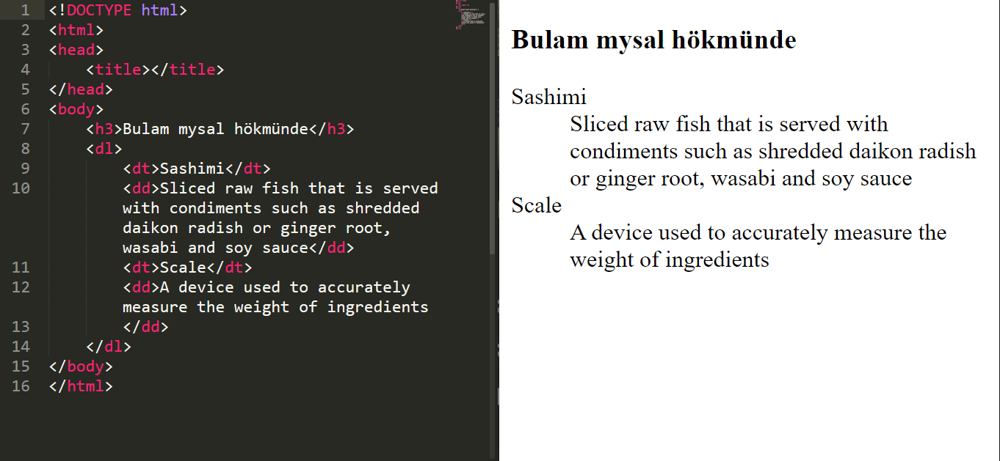 1 <!DOCTYPE html>
2 <html>
3 <head>
4 <title></title>
5 </head>
6 <body>
7 <h3>Bulam mysal hökmünde</h3>
8 <dl>
9 <dt>Sashimi</dt>
10 <dd>Sliced raw fish that is served
with condiments such as shredded
daikon radish or ginger root,
wasabi and soy sauce</dd>
11 <dt>Scale</dt>
12 <dd>A device used to accurately
measure the weight of ingredients
13 </dd>
14 </dl>
15 </body>
16 </html>
Bulam mysal hökmünde
Sashimi
Sliced raw fish that is served with
condiments such as shredded daikon radish
or ginger root, wasabi and soy sauce
Scale
A device used to accurately measure the
weight of ingredients